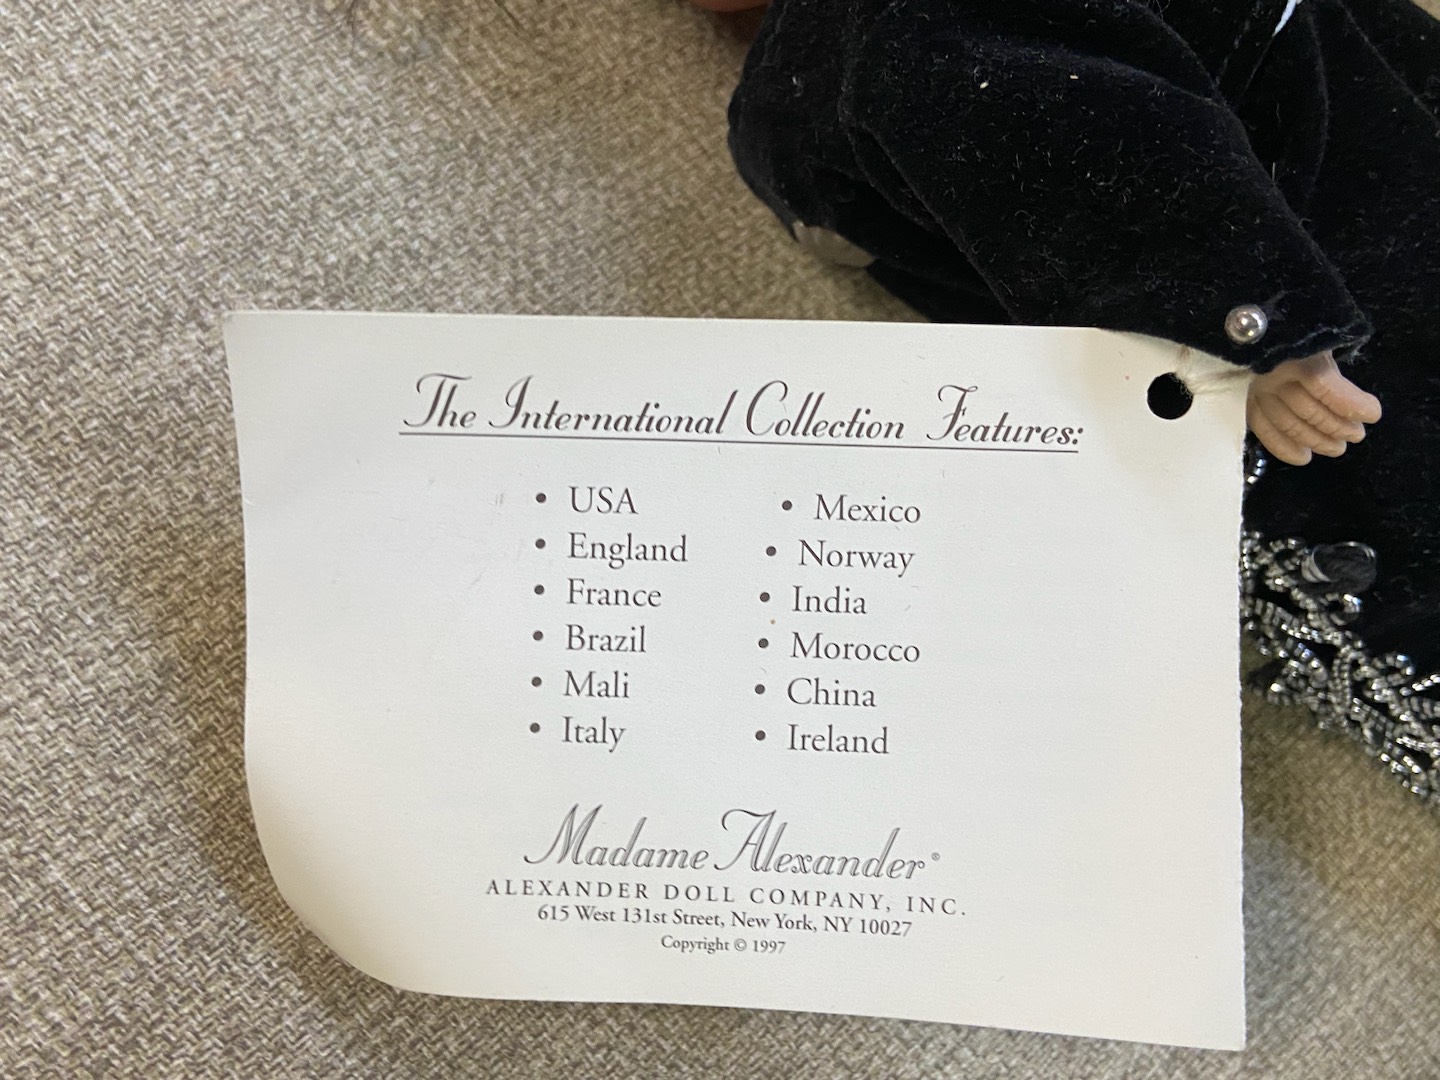 The International Collection Features:
• USA
• England
• France
• Brazil
• Mali
• Italy
• Mexico
• Norway
• India
• Morocco
• China
• Ireland
Madame Alexander®
ALEXANDER DOLL COMPANY, INC.
615 West 131st Street, New York, NY 10027
Copyright © 1997